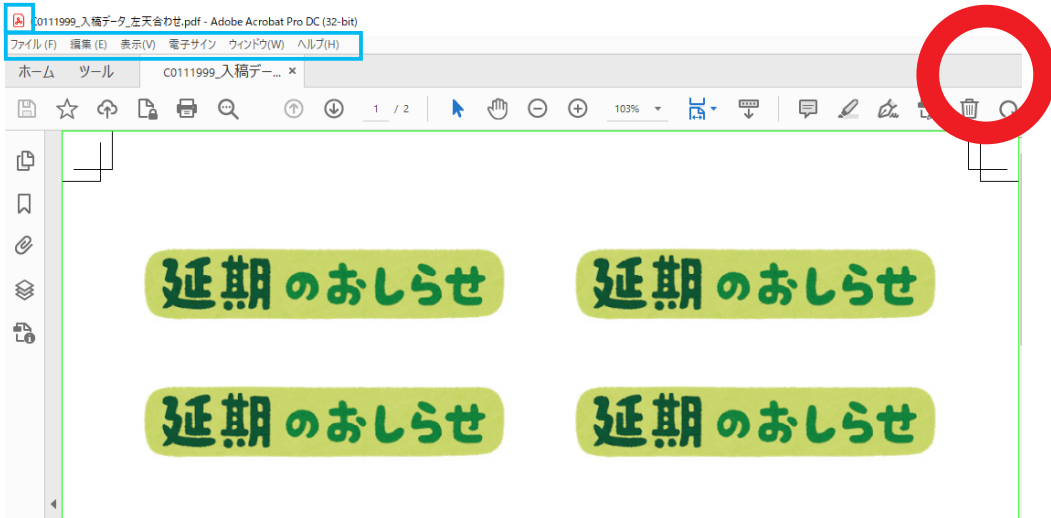 C0111999_入稿データ_左天合わせ.pdf - Adobe Acrobat Pro DC (32-bit)
ファイル(F) 編集(E) 表示(V) 電子サイン ウィンドウ(W) ヘルプ(H)
ホーム ツール C0111999_入稿デー... ×
1 / 2 103%
延期のおしらせ 延期のおしらせ
延期のおしらせ 延期のおしらせ